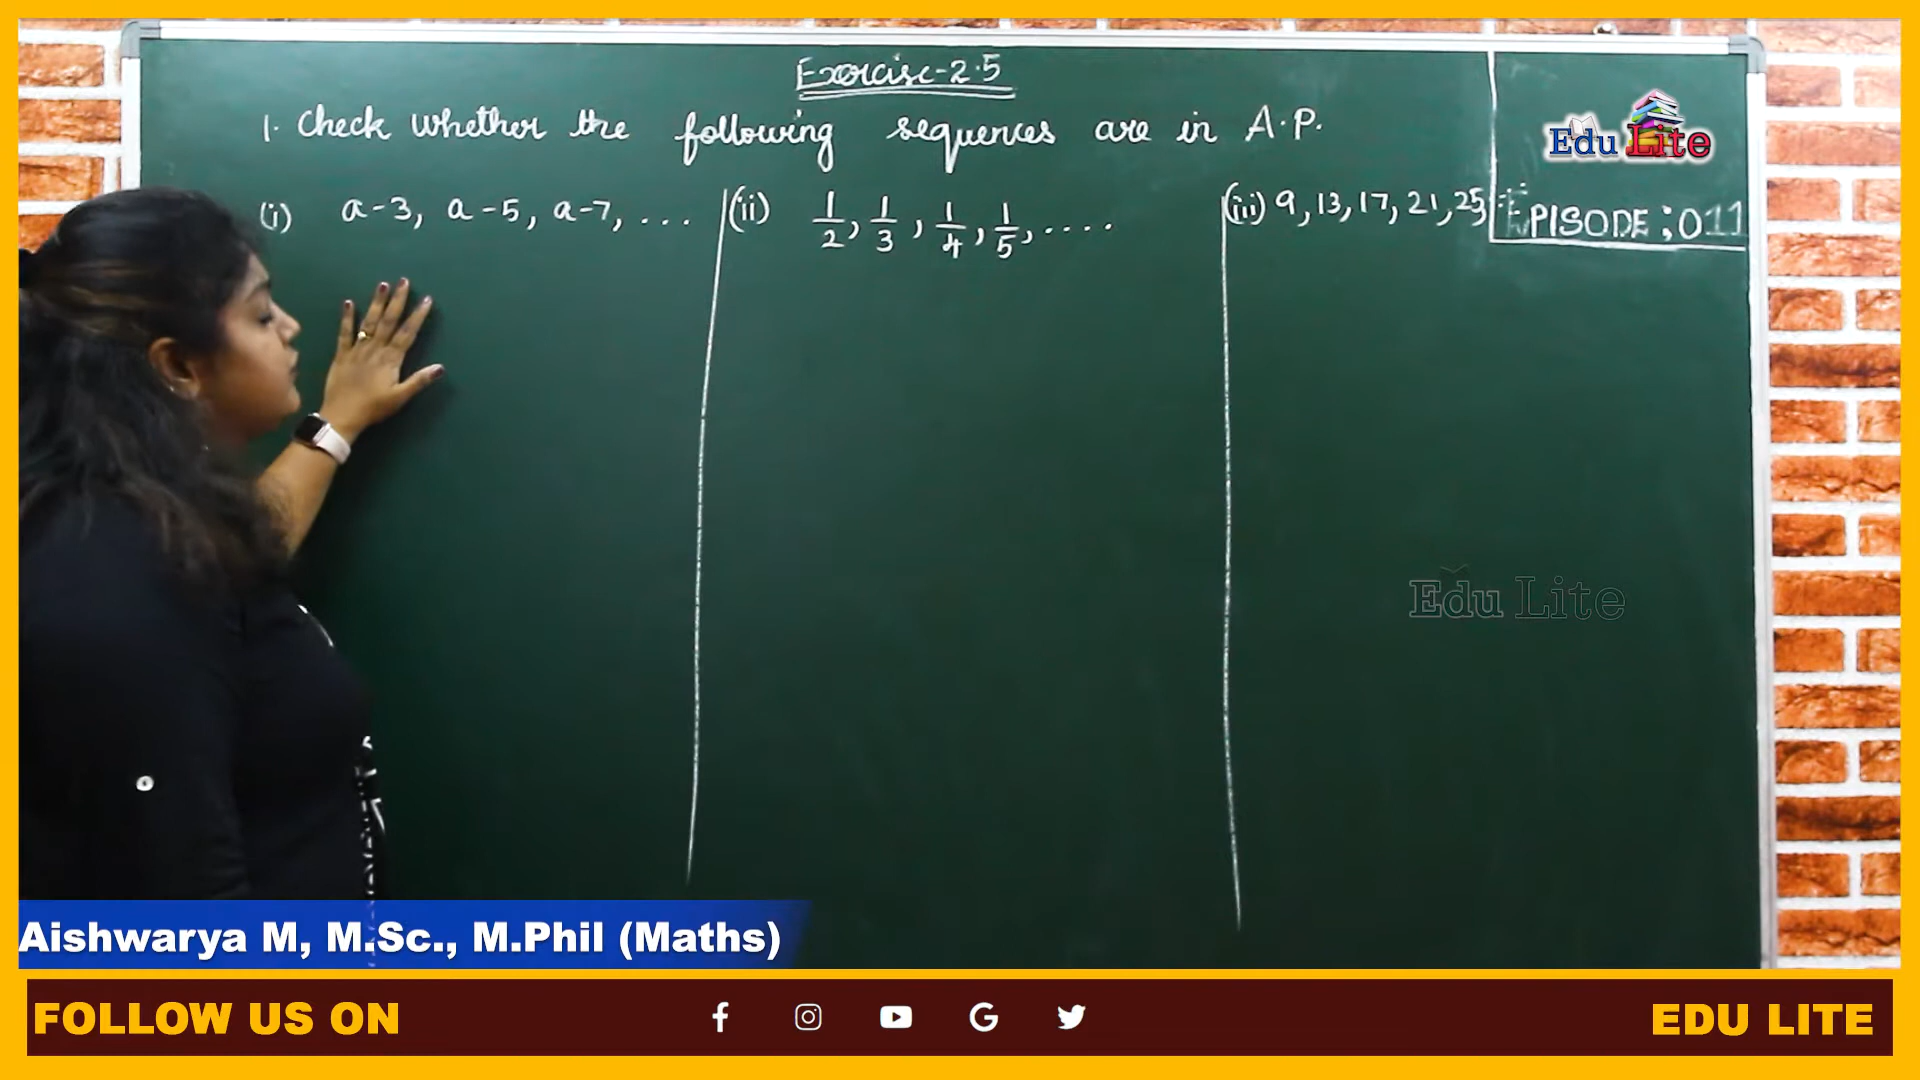 Exercise-2.5
1. Check whether the following sequences are in A.P.
(i) a-3, a-5, a-7, ...
(ii) 1/2, 1/3, 1/4, 1/5, ....
(iii) 9, 13, 17, 21, 25,
Edu Lite
EPISODE : 011
Edu Lite
Aishwarya M, M.Sc., M.Phil (Maths)
FOLLOW US ON
EDU LITE